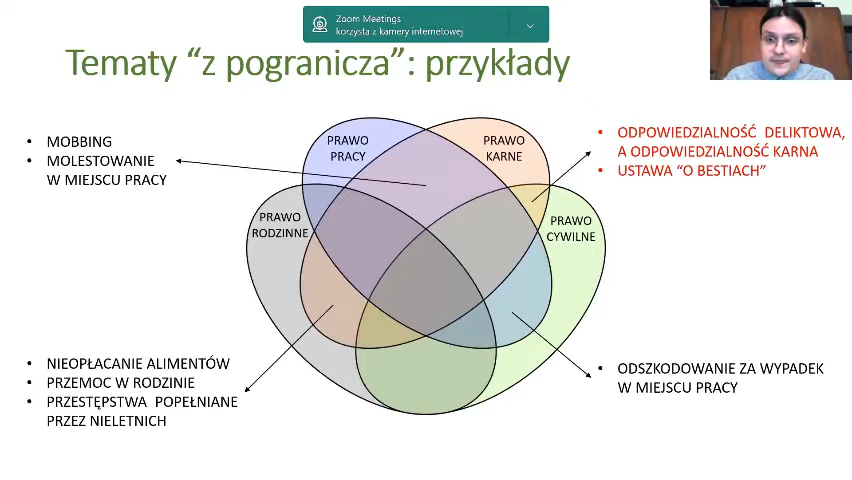 Zoom Meetings
korzysta z kamery internetowej
Tematy “z pogranicza”: przykłady
• MOBBING
• MOLESTOWANIE
W MIEJSCU PRACY
PRAWO
PRACY
PRAWO
KARNE
PRAWO
RODZINNE
PRAWO
CYWILNE
• ODPOWIEDZIALNOŚĆ DELIKTOWA,
A ODPOWIEDZIALNOŚĆ KARNA
• USTAWA “O BESTIACH”
• NIEOPŁACANIE ALIMENTÓW
• PRZEMOC W RODZINIE
• PRZESTĘPSTWA POPEŁNIANE
PRZEZ NIELETNICH
• ODSZKODOWANIE ZA WYPADEK
W MIEJSCU PRACY